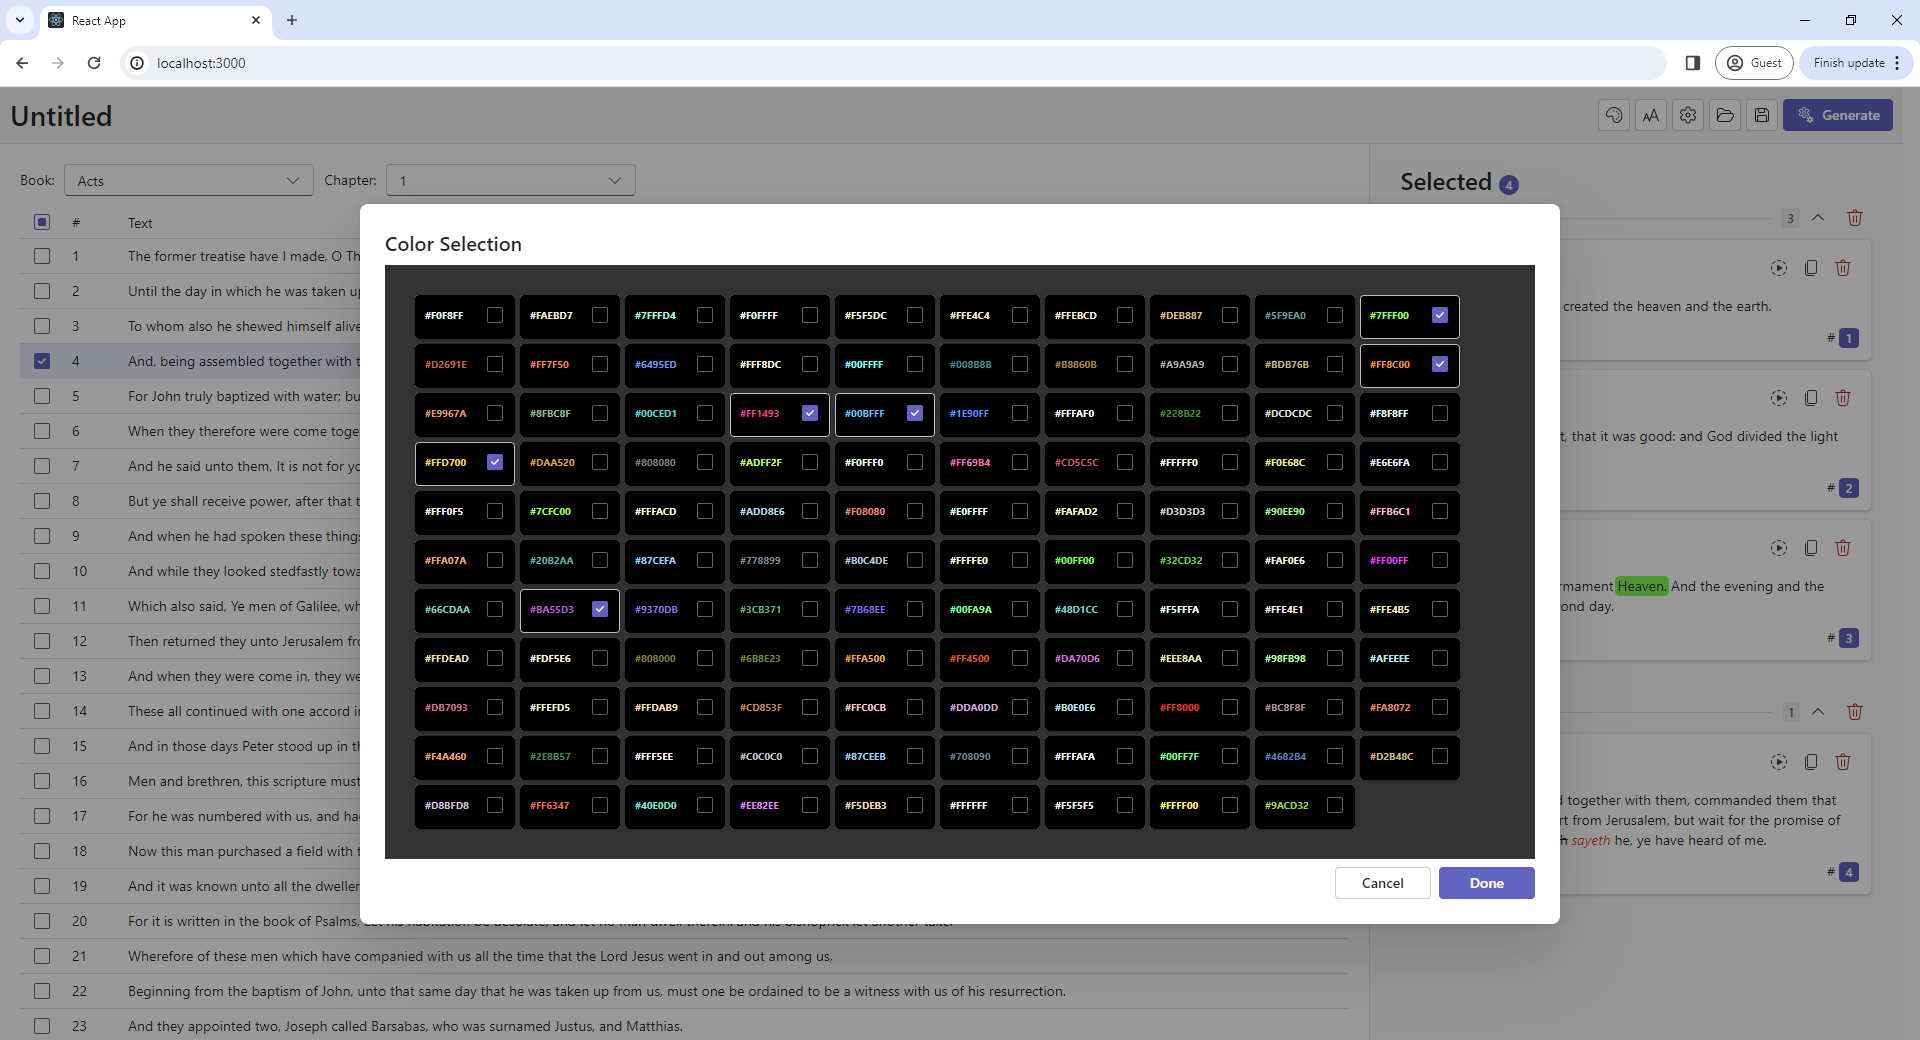 React App
localhost:3000
Guest
Finish update
Untitled
Generate
Book:
Acts
Chapter:
1
Selected 4
# Text
1 The former treatise have I made, O Th
2 Until the day in which he was taken up
3 To whom also he shewed himself alive
4 And, being assembled together with t
5 For John truly baptized with water; bu
6 When they therefore were come toge
7 And he said unto them, It is not for yo
8 But ye shall receive power, after that t
9 And when he had spoken these things
10 And while they looked stedfastly towa
11 Which also said, Ye men of Galilee, wh
12 Then returned they unto Jerusalem fro
13 And when they were come in, they we
14 These all continued with one accord in
15 And in those days Peter stood up in th
16 Men and brethren, this scripture must
17 For he was numbered with us, and had
18 Now this man purchased a field with t
19 And it was known unto all the dweller
20 For it is written in the book of Psalms, Let his habitation be desolate, and let no man dwell therein: and his bishoprick let another take.
21 Wherefore of these men which have companied with us all the time that the Lord Jesus went in and out among us,
22 Beginning from the baptism of John, unto that same day that he was taken up from us, must one be ordained to be a witness with us of his resurrection.
23 And they appointed two, Joseph called Barsabas, who was surnamed Justus, and Matthias.
Color Selection
#F0F8FF #FAEBD7 #7FFFD4 #F0FFFF #F5F5DC #FFE4C4 #FFEBCD #DEB887 #5F9EA0 #7FFF00
#D2691E #FF7F50 #6495ED #FFF8DC #00FFFF #008B8B #B8860B #A9A9A9 #BDB76B #FF8C00
#E9967A #8FBC8F #00CED1 #FF1493 #00BFFF #1E90FF #FFFAF0 #228B22 #DCDCDC #F8F8FF
#FFD700 #DAA520 #808080 #ADFF2F #F0FFF0 #FF69B4 #CD5C5C #FFFFF0 #F0E68C #E6E6FA
#FFF0F5 #7CFC00 #FFFACD #ADD8E6 #F08080 #E0FFFF #FAFAD2 #D3D3D3 #90EE90 #FFB6C1
#FFA07A #20B2AA #87CEFA #778899 #B0C4DE #FFFFE0 #00FF00 #32CD32 #FAF0E6 #FF00FF
#66CDAA #BA55D3 #9370DB #3CB371 #7B68EE #00FA9A #48D1CC #F5FFFA #FFE4E1 #FFE4B5
#FFDEAD #FDF5E6 #808000 #6B8E23 #FFA500 #FF4500 #DA70D6 #EEE8AA #98FB98 #AFEEEE
#DB7093 #FFEFD5 #FFDAB9 #CD853F #FFC0CB #DDA0DD #B0E0E6 #FF0000 #BC8F8F #FA8072
#F4A460 #2E8B57 #FFF5EE #C0C0C0 #87CEEB #708090 #FFFAFA #00FF7F #4682B4 #D2B48C
#D8BFD8 #FF6347 #40E0D0 #EE82EE #F5DEB3 #FFFFFF #F5F5F5 #FFFF00 #9ACD32
Cancel
Done
3
created the heaven and the earth.
# 1
t, that it was good: and God divided the light
# 2
rmament Heaven. And the evening and the
ond day.
# 3
1
d together with them, commanded them that
rt from Jerusalem, but wait for the promise of
h sayeth he, ye have heard of me.
# 4